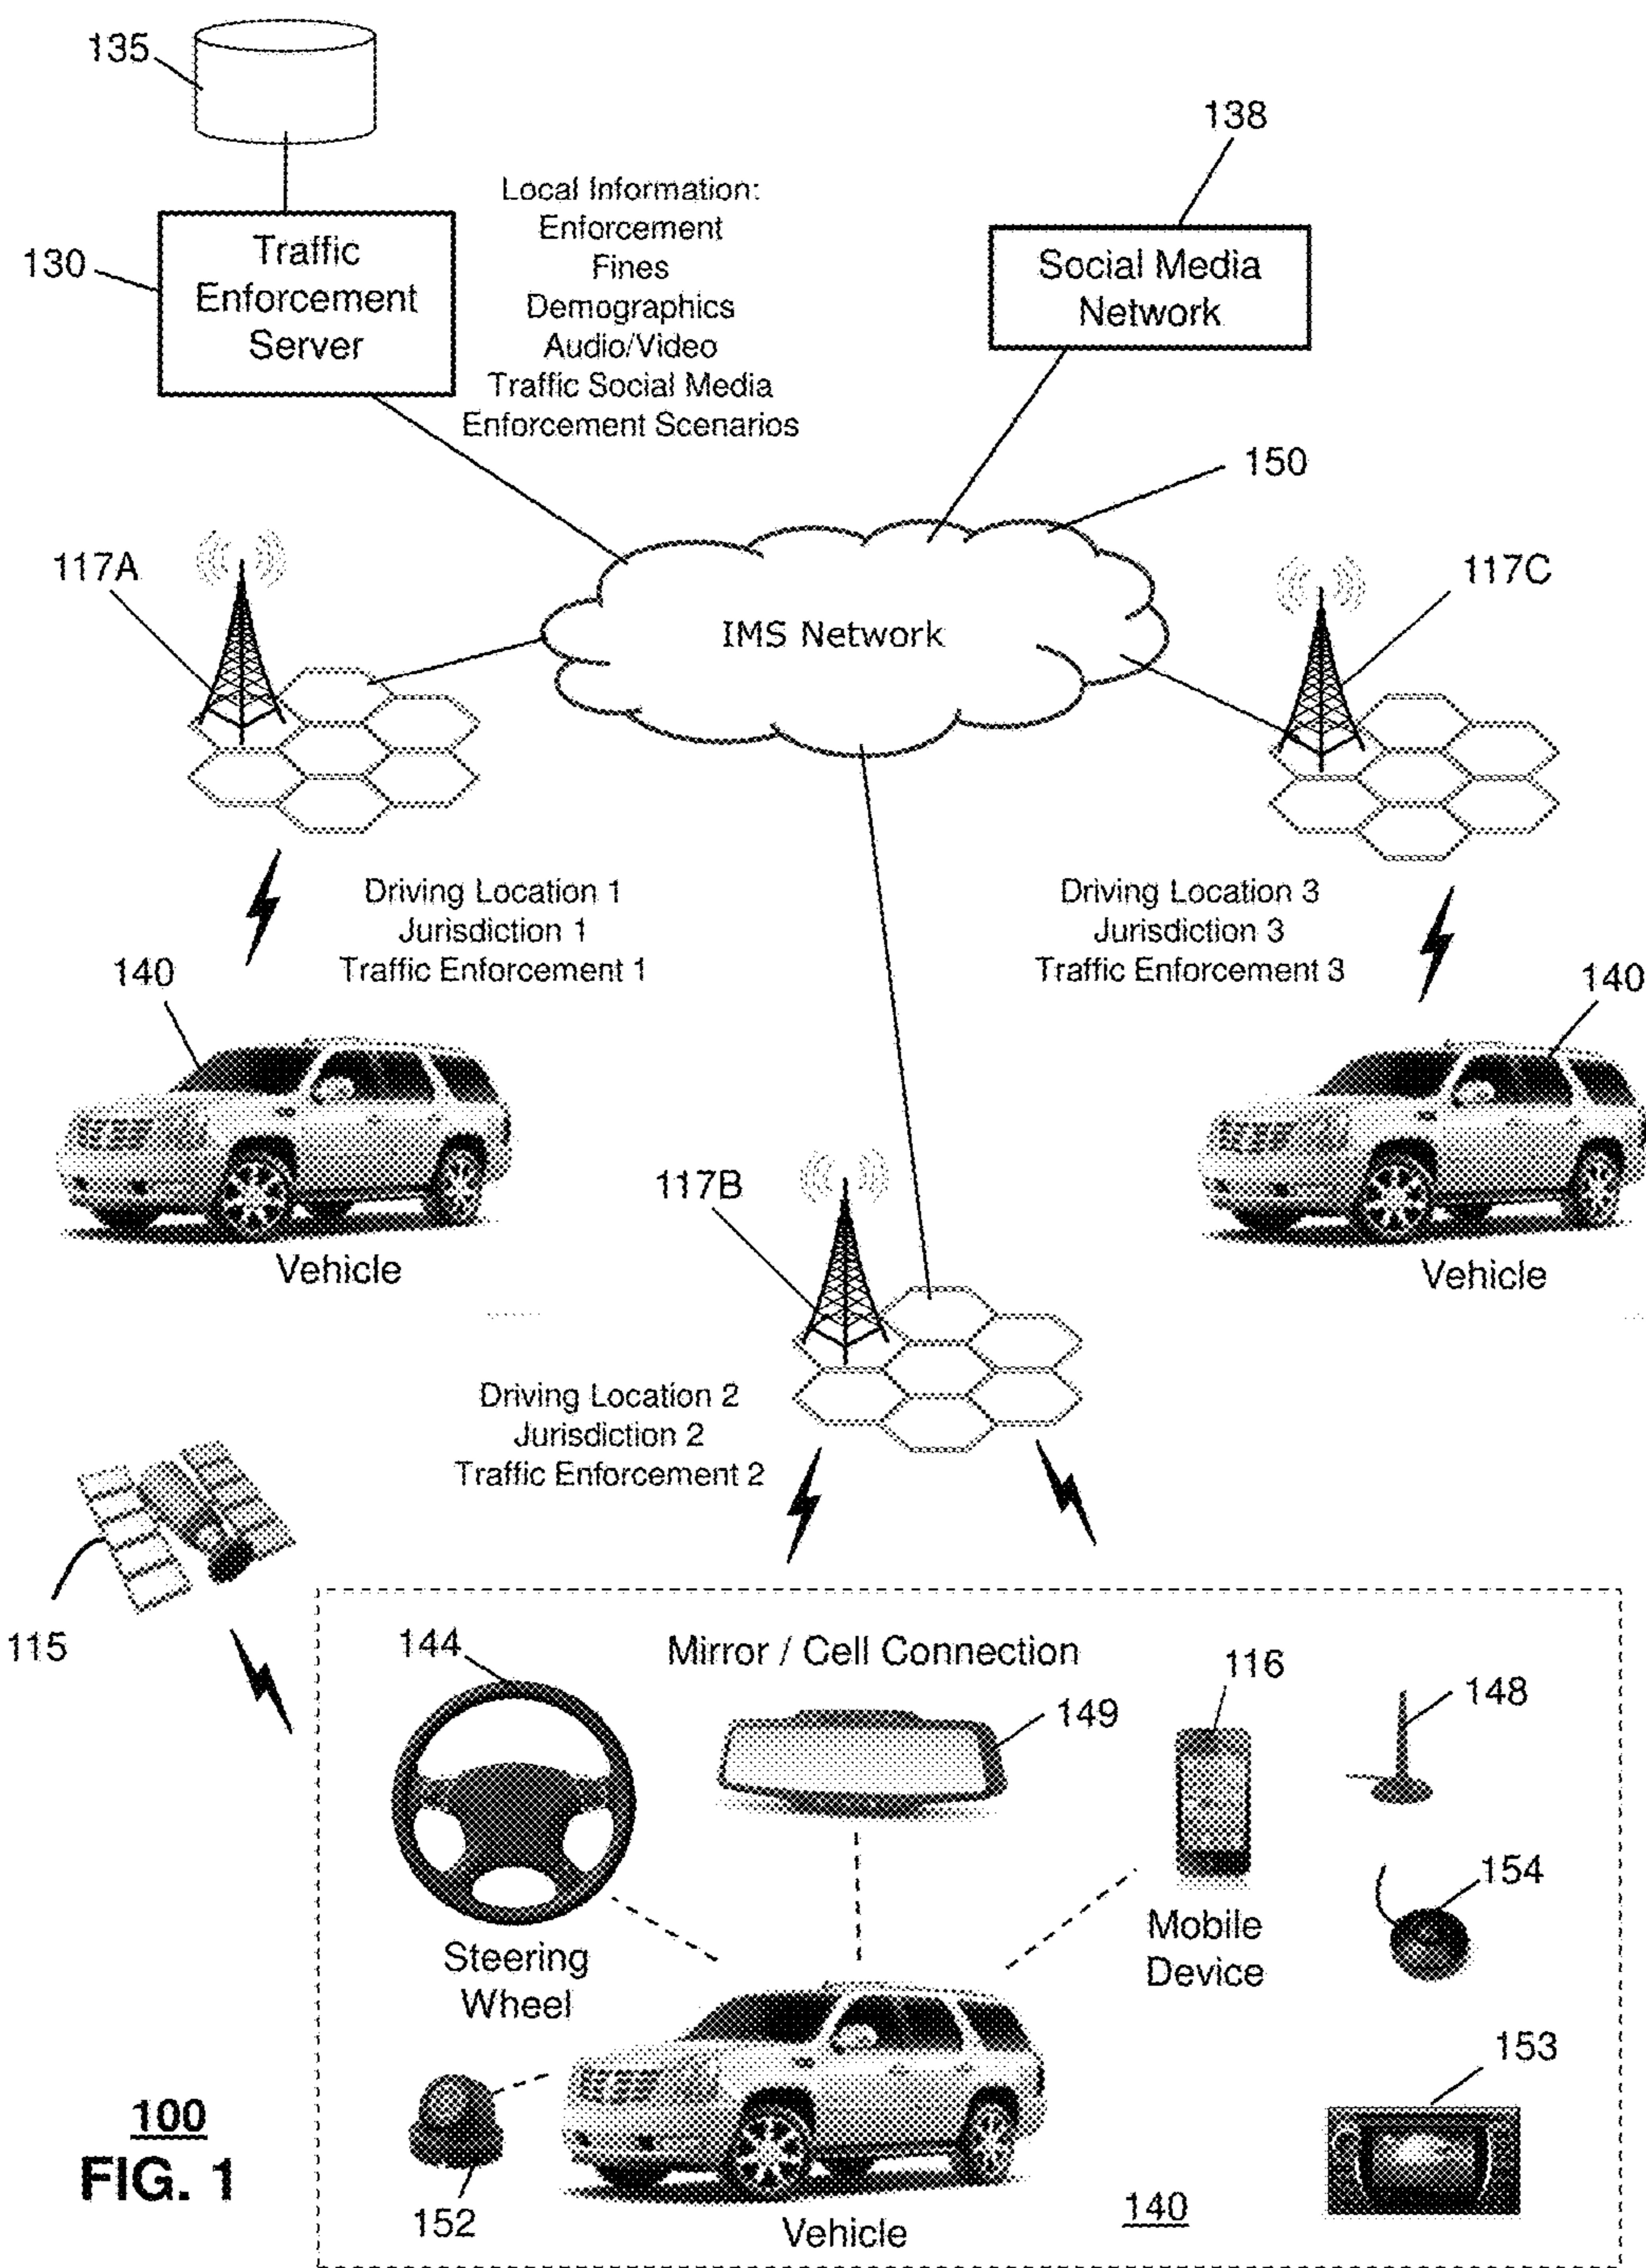 135
138
130
Traffic
Enforcement
Server
Local Information:
Enforcement
Fines
Demographics
Audio/Video
Traffic Social Media
Enforcement Scenarios
Social Media
Network
150
117A
IMS Network
117C
Driving Location 1
Jurisdiction 1
Traffic Enforcement 1
Driving Location 3
Jurisdiction 3
Traffic Enforcement 3
140
140
Vehicle
117B
Vehicle
Driving Location 2
Jurisdiction 2
Traffic Enforcement 2
115
144
Mirror / Cell Connection
116
149
148
154
Steering
Wheel
Mobile
Device
153
152
Vehicle
140
100
FIG. 1